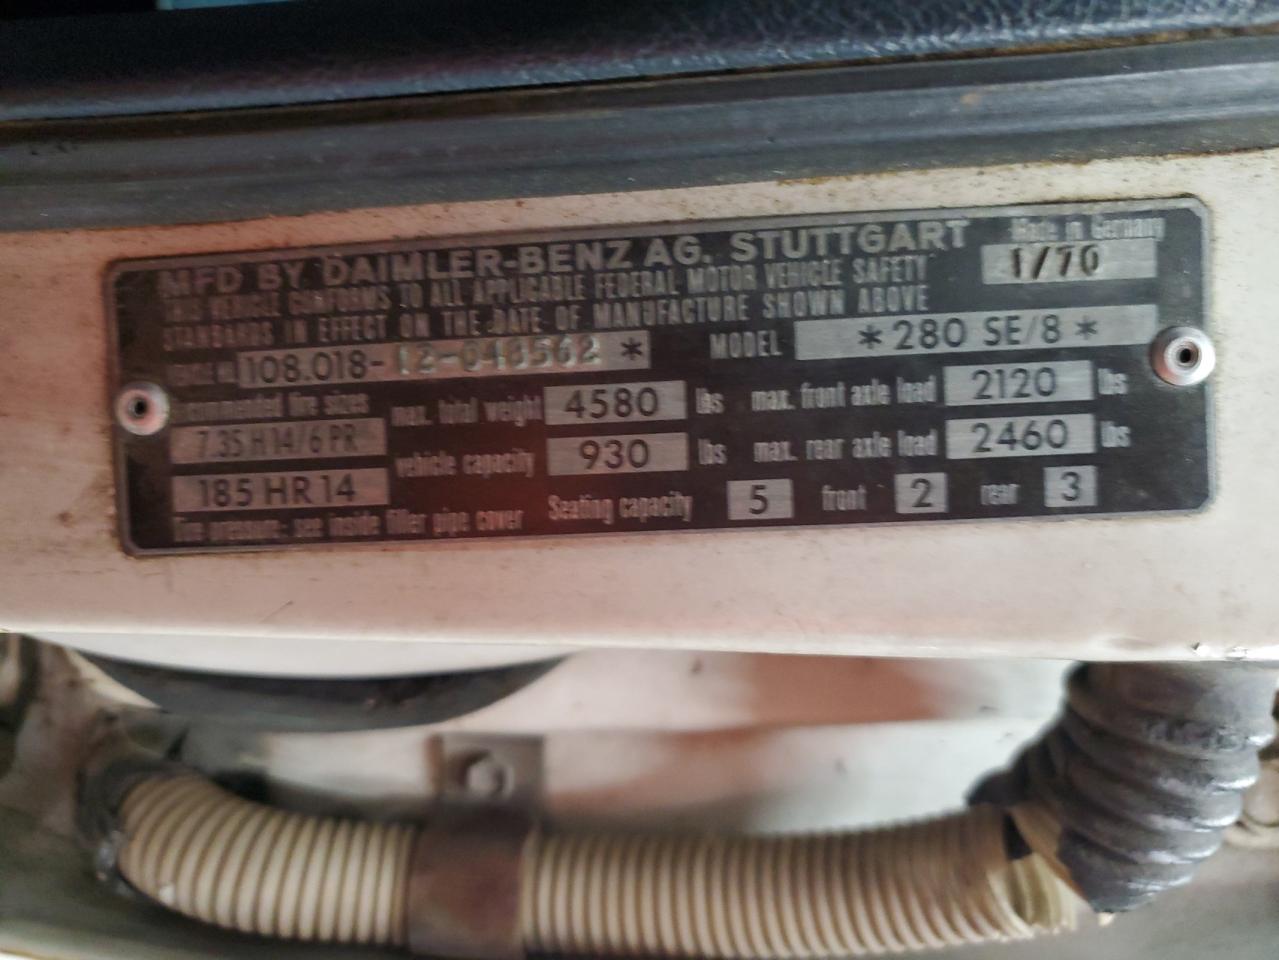 MFD BY DAIMLER-BENZ AG. STUTTGART
Made in Germany
1/70
THIS VEHICLE CONFORMS TO ALL APPLICABLE FEDERAL MOTOR VEHICLE SAFETY
STANDARDS IN EFFECT ON THE DATE OF MANUFACTURE SHOWN ABOVE
108.018- *
MODEL *280 SE/8*
Recommended tire sizes
7.35 H 14/6 PR
185 HR 14
max. total weight 4580 lbs
max. front axle load 2120 lbs
vehicle capacity 930 lbs
max. rear axle load 2460 lbs
Tire pressure: see inside filler pipe cover
Seating capacity 5 front 2 rear 3